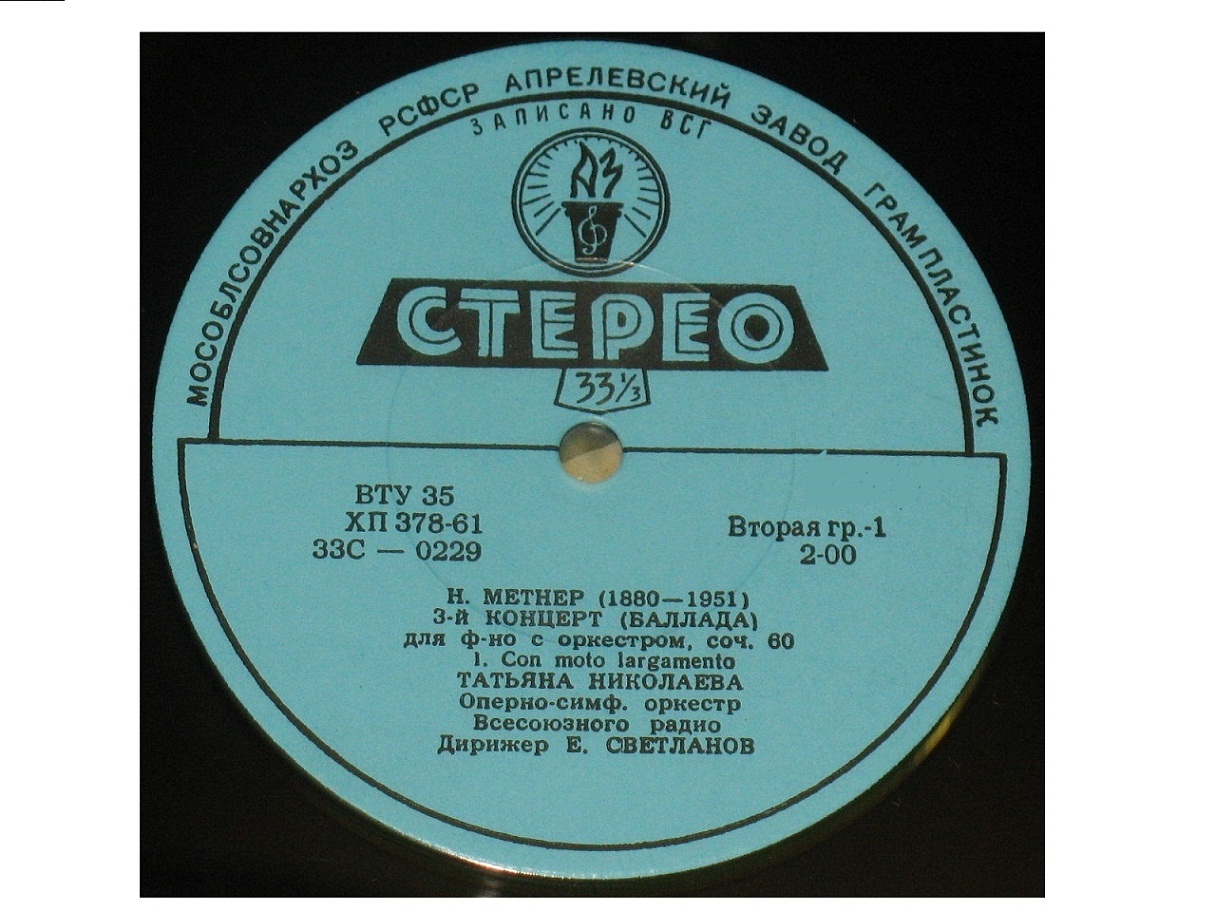 МОСОБЛСОВНАРХОЗ РСФСР АПРЕЛЕВСКИЙ ЗАВОД ГРАМПЛАСТИНОК
ЗАПИСАНО ВСГ
АЗ
СТЕРЕО
33⅓
ВТУ 35
ХП 378-61
33С — 0229
Вторая гр.-1
2-00
Н. МЕТНЕР (1880—1951)
3-й КОНЦЕРТ (БАЛЛАДА)
для ф-но с оркестром, соч. 60
1. Con moto largamento
ТАТЬЯНА НИКОЛАЕВА
Оперно-симф. оркестр
Всесоюзного радио
Дирижер Е. СВЕТЛАНОВ